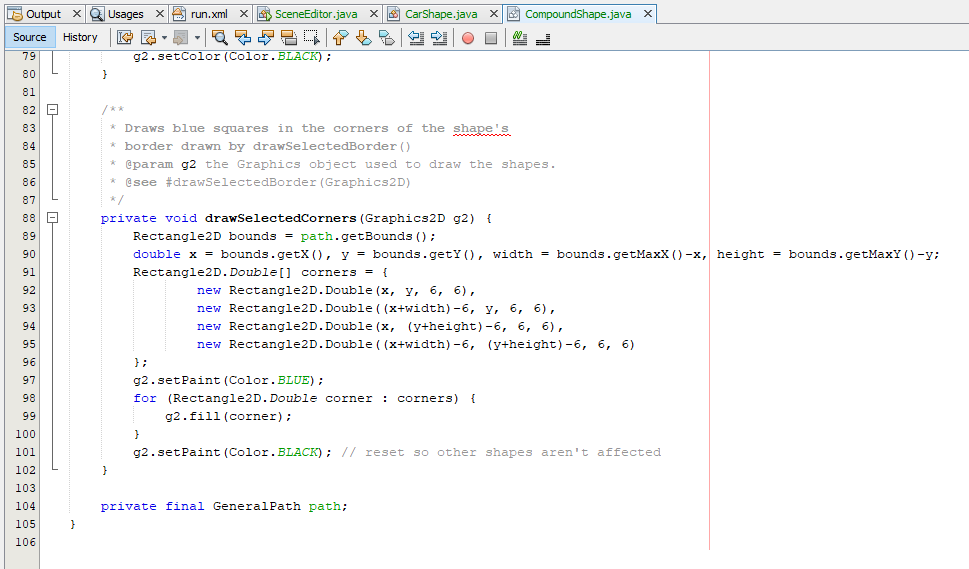 Output Usages run.xml SceneEditor.java CarShape.java CompoundShape.java
Source History
79 g2.setColor(Color.BLACK);
80 }
81
82 /**
83 * Draws blue squares in the corners of the shape's
84 * border drawn by drawSelectedBorder()
85 * @param g2 the Graphics object used to draw the shapes.
86 * @see #drawSelectedBorder(Graphics2D)
87 */
88 private void drawSelectedCorners(Graphics2D g2) {
89 Rectangle2D bounds = path.getBounds();
90 double x = bounds.getX(), y = bounds.getY(), width = bounds.getMaxX()-x, height = bounds.getMaxY()-y;
91 Rectangle2D.Double[] corners = {
92 new Rectangle2D.Double(x, y, 6, 6),
93 new Rectangle2D.Double((x+width)-6, y, 6, 6),
94 new Rectangle2D.Double(x, (y+height)-6, 6, 6),
95 new Rectangle2D.Double((x+width)-6, (y+height)-6, 6, 6)
96 };
97 g2.setPaint(Color.BLUE);
98 for (Rectangle2D.Double corner : corners) {
99 g2.fill(corner);
100 }
101 g2.setPaint(Color.BLACK); // reset so other shapes aren't affected
102 }
103
104 private final GeneralPath path;
105 }
106